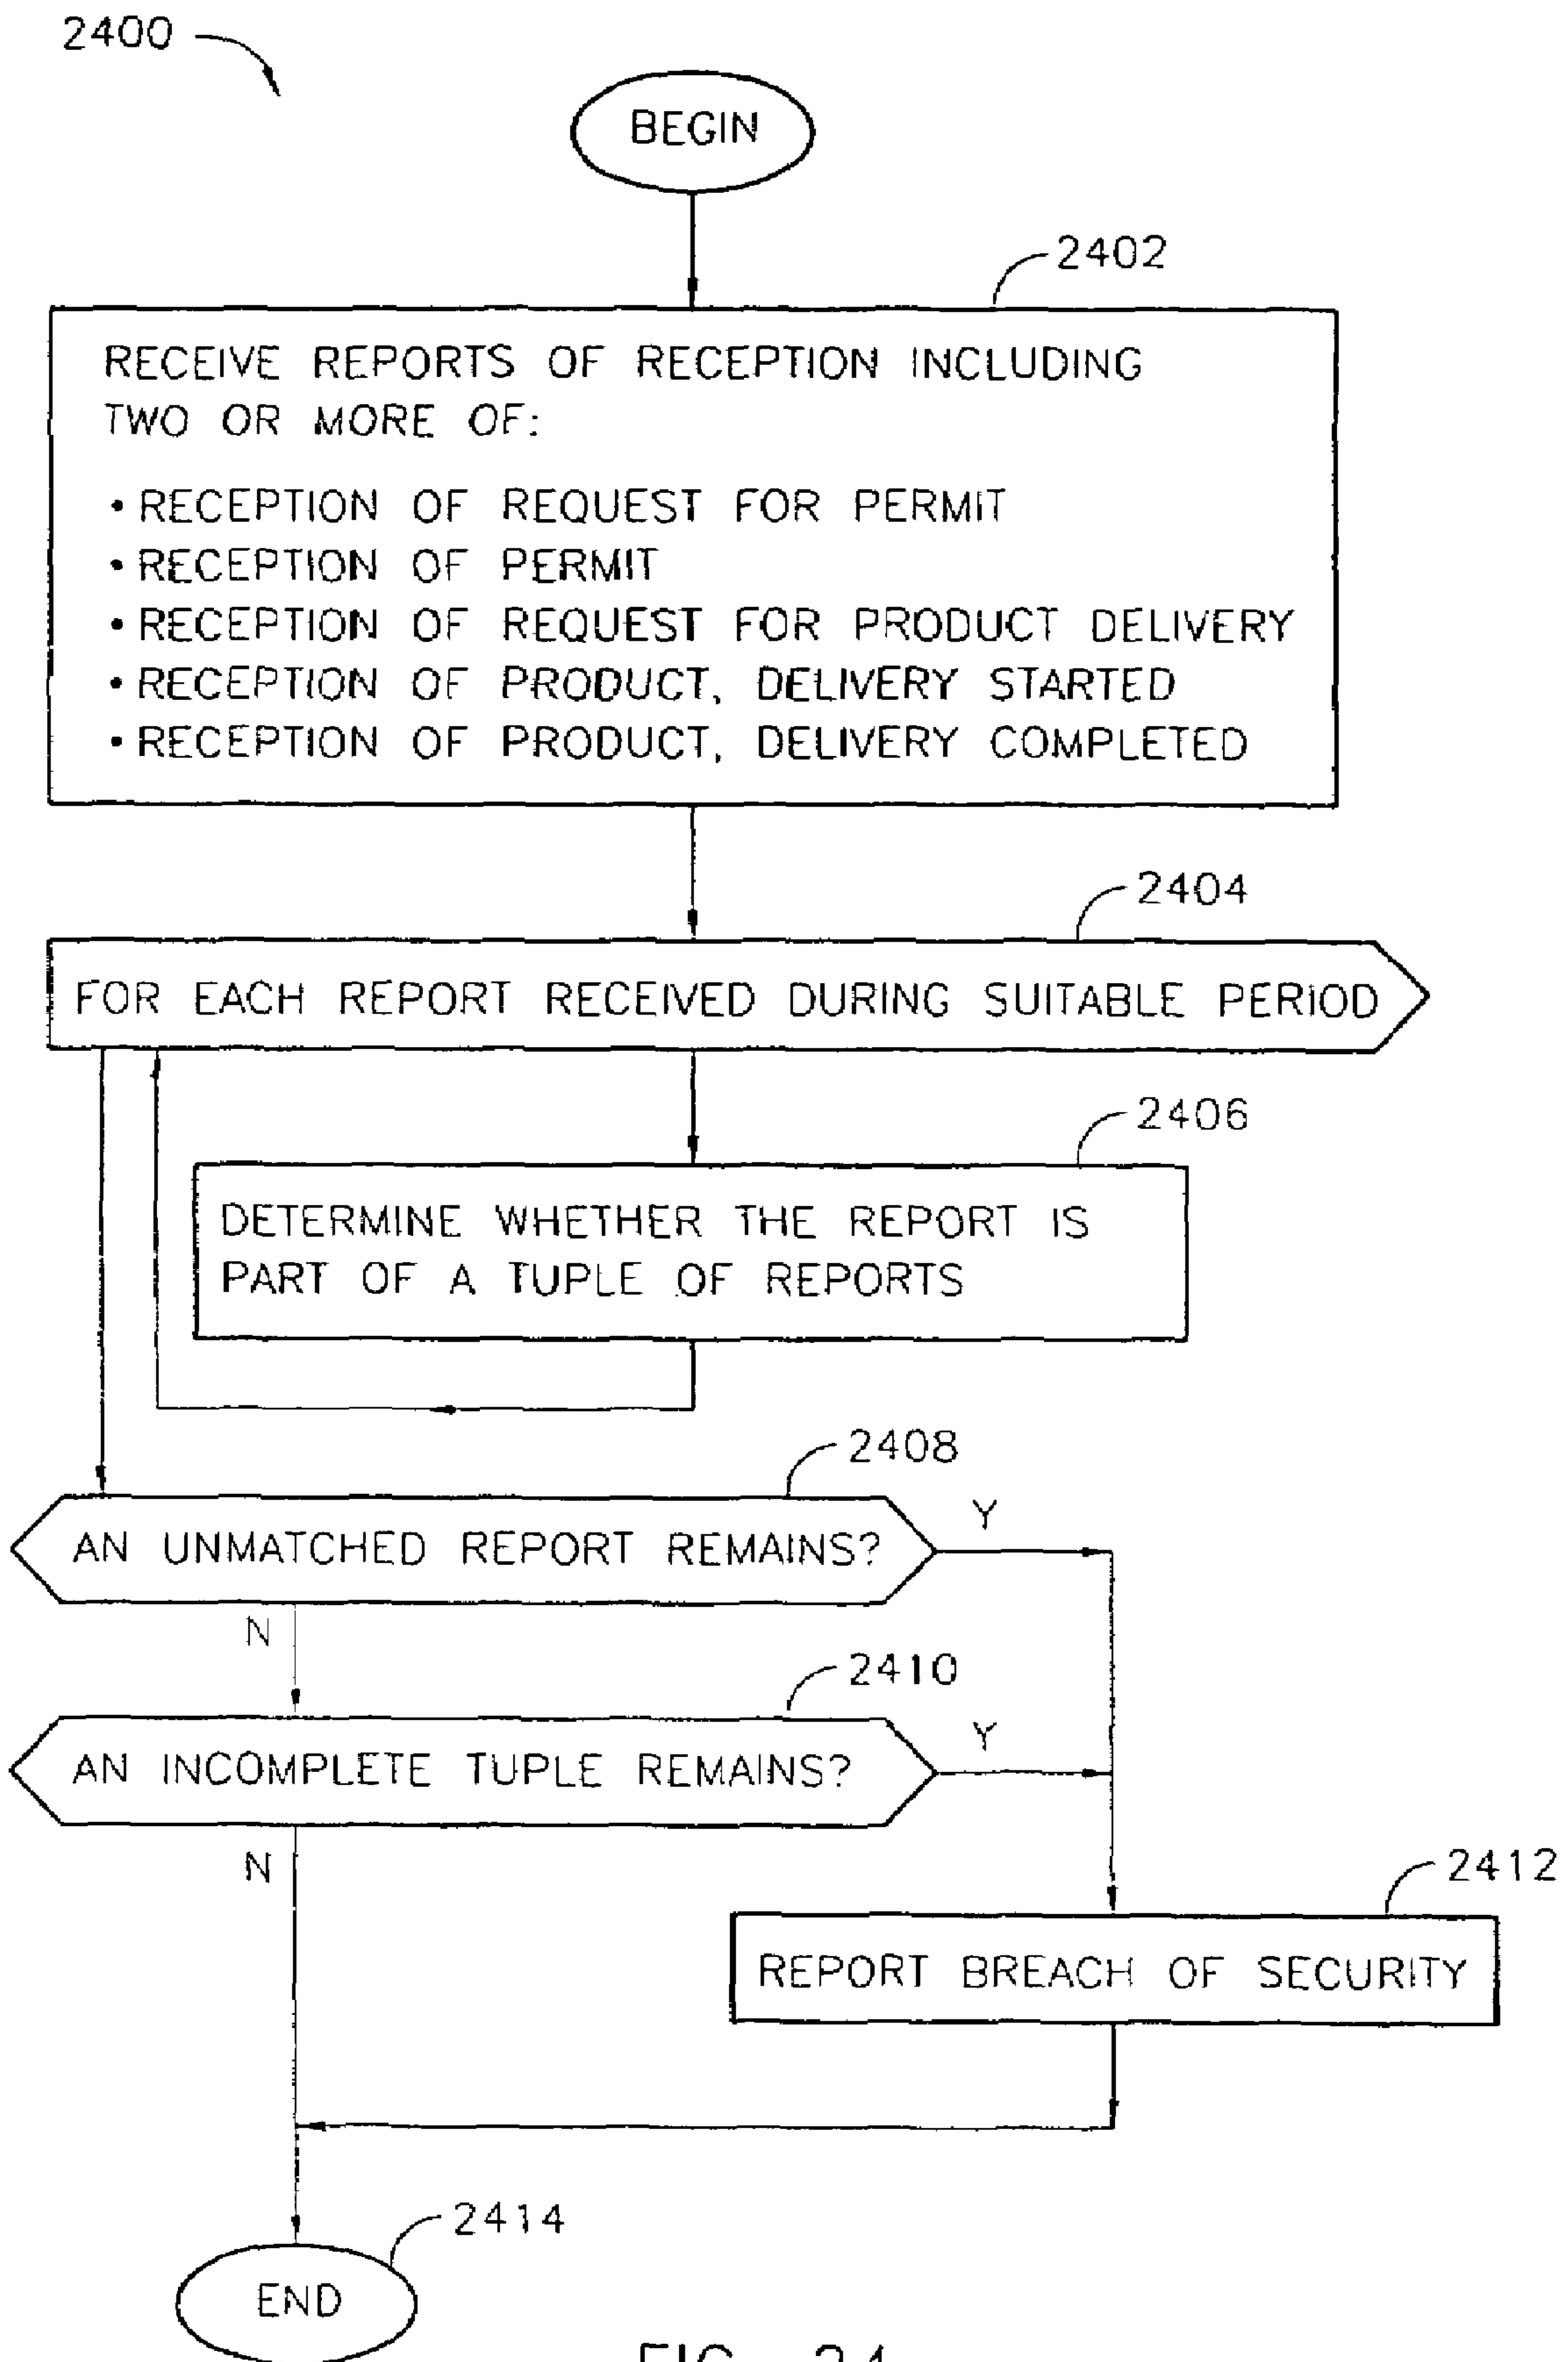 2400
BEGIN
2402
RECEIVE REPORTS OF RECEPTION INCLUDING
TWO OR MORE OF:
• RECEPTION OF REQUEST FOR PERMIT
• RECEPTION OF PERMIT
• RECEPTION OF REQUEST FOR PRODUCT DELIVERY
• RECEPTION OF PRODUCT, DELIVERY STARTED
• RECEPTION OF PRODUCT, DELIVERY COMPLETED
2404
FOR EACH REPORT RECEIVED DURING SUITABLE PERIOD
2406
DETERMINE WHETHER THE REPORT IS
PART OF A TUPLE OF REPORTS
2408
AN UNMATCHED REPORT REMAINS?
Y
N
2410
AN INCOMPLETE TUPLE REMAINS?
Y
N
2412
REPORT BREACH OF SECURITY
2414
END
FIG. 24